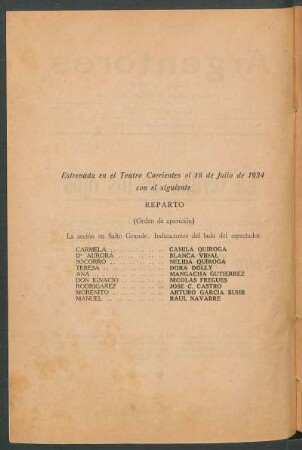 Estrenada en el Teatro Corrientes el 18 de Julio de 1934
con el siguiente
REPARTO
(Orden de aparición)
La acción en Salto Grande. Indicaciones del lado del espectador.
CARMELA . . . . . . . . . CAMILA QUIROGA
Dª AURORA . . . . . . . . BLANCA VIDAL
SOCORRO . . . . . . . . . NELIDA QUIROGA
TERESA . . . . . . . . . . DORA DOLLY
ANA . . . . . . . . . . . MANGACHA GUTIERREZ
DON IGNACIO . . . . . . . NICOLAS FREGUES
RODRIGAÑEZ . . . . . . . JOSE C. CASTRO
MORENITO . . . . . . . . ARTURO GARCIA BUHR
MANUEL . . . . . . . . . RAUL NAVARRE